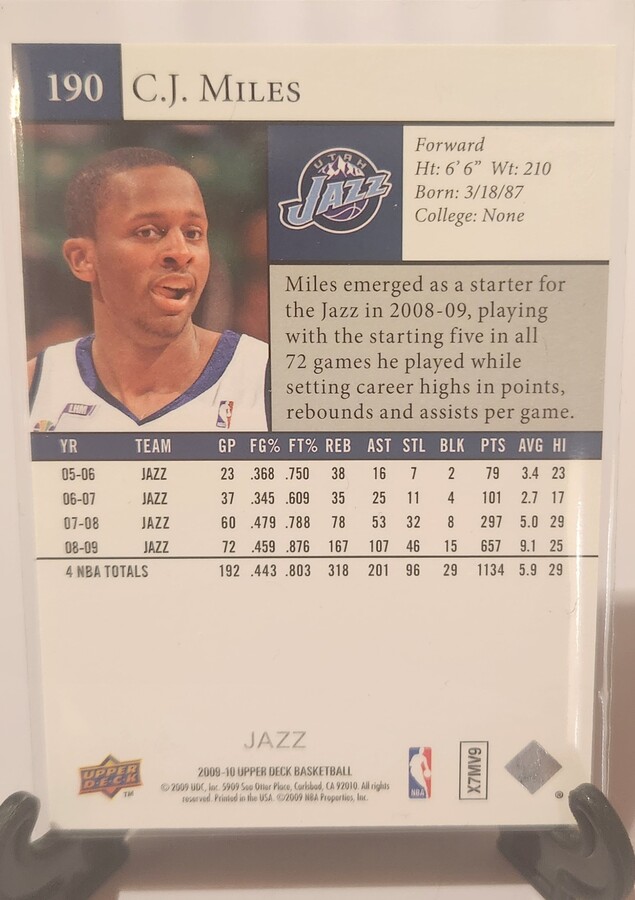 190 C.J. MILES
UTAH
JAZZ
Forward
Ht: 6' 6" Wt: 210
Born: 3/18/87
College: None
Miles emerged as a starter for
the Jazz in 2008-09, playing
with the starting five in all
72 games he played while
setting career highs in points,
rebounds and assists per game.
LHM
YR TEAM GP FG% FT% REB AST STL BLK PTS AVG HI
05-06 JAZZ 23 .368 .750 38 16 7 2 79 3.4 23
06-07 JAZZ 37 .345 .609 35 25 11 4 101 2.7 17
07-08 JAZZ 60 .479 .788 78 53 32 8 297 5.0 29
08-09 JAZZ 72 .459 .876 167 107 46 15 657 9.1 25
4 NBA TOTALS 192 .443 .803 318 201 96 29 1134 5.9 29
JAZZ
UPPER
DECK
TM
2009-10 UPPER DECK BASKETBALL
© 2009 UDC, Inc. 5909 Sea Otter Place, Carlsbad, CA 92010. All rights
reserved. Printed in the USA. ©2009 NBA Properties, Inc.
NBA
®